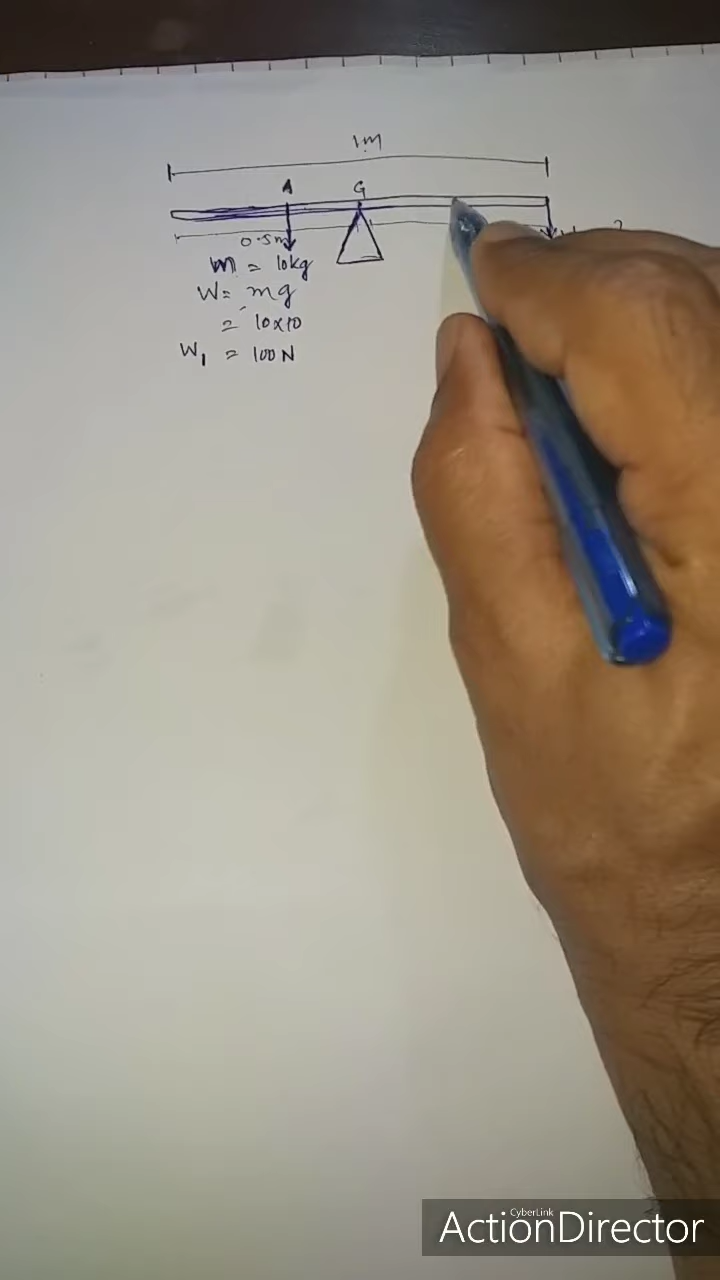 1m
A G
0.5m
m = 10kg
W = mg
= 10x10
W1 = 100N
CyberLink
ActionDirector